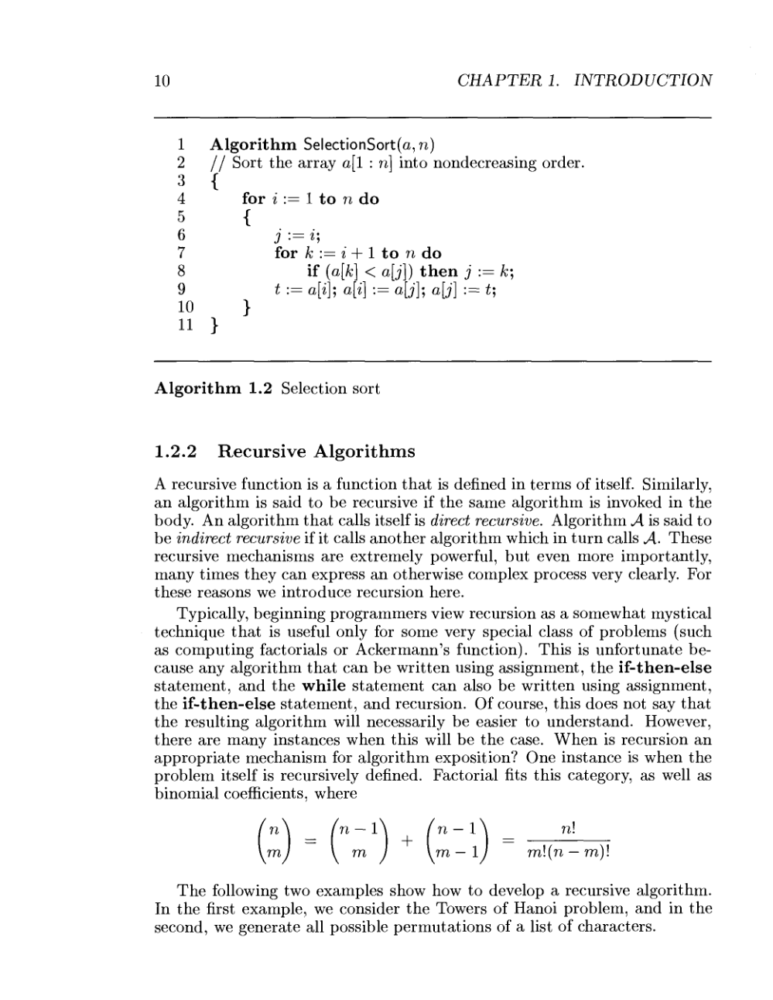 10 CHAPTER 1. INTRODUCTION
1 Algorithm SelectionSort(a, n)
2 // Sort the array a[1 : n] into nondecreasing order.
3 {
4 for i := 1 to n do
5 {
6 j := i;
7 for k := i + 1 to n do
8 if (a[k] < a[j]) then j := k;
9 t := a[i]; a[i] := a[j]; a[j] := t;
10 }
11 }
Algorithm 1.2 Selection sort
1.2.2 Recursive Algorithms
A recursive function is a function that is defined in terms of itself. Similarly,
an algorithm is said to be recursive if the same algorithm is invoked in the
body. An algorithm that calls itself is direct recursive. Algorithm 𝒜 is said to
be indirect recursive if it calls another algorithm which in turn calls 𝒜. These
recursive mechanisms are extremely powerful, but even more importantly,
many times they can express an otherwise complex process very clearly. For
these reasons we introduce recursion here.
Typically, beginning programmers view recursion as a somewhat mystical
technique that is useful only for some very special class of problems (such
as computing factorials or Ackermann's function). This is unfortunate be-
cause any algorithm that can be written using assignment, the if-then-else
statement, and the while statement can also be written using assignment,
the if-then-else statement, and recursion. Of course, this does not say that
the resulting algorithm will necessarily be easier to understand. However,
there are many instances when this will be the case. When is recursion an
appropriate mechanism for algorithm exposition? One instance is when the
problem itself is recursively defined. Factorial fits this category, as well as
binomial coefficients, where
(n m) = (n − 1 m) + (n − 1 m − 1) = n! / m!(n − m)!
The following two examples show how to develop a recursive algorithm.
In the first example, we consider the Towers of Hanoi problem, and in the
second, we generate all possible permutations of a list of characters.